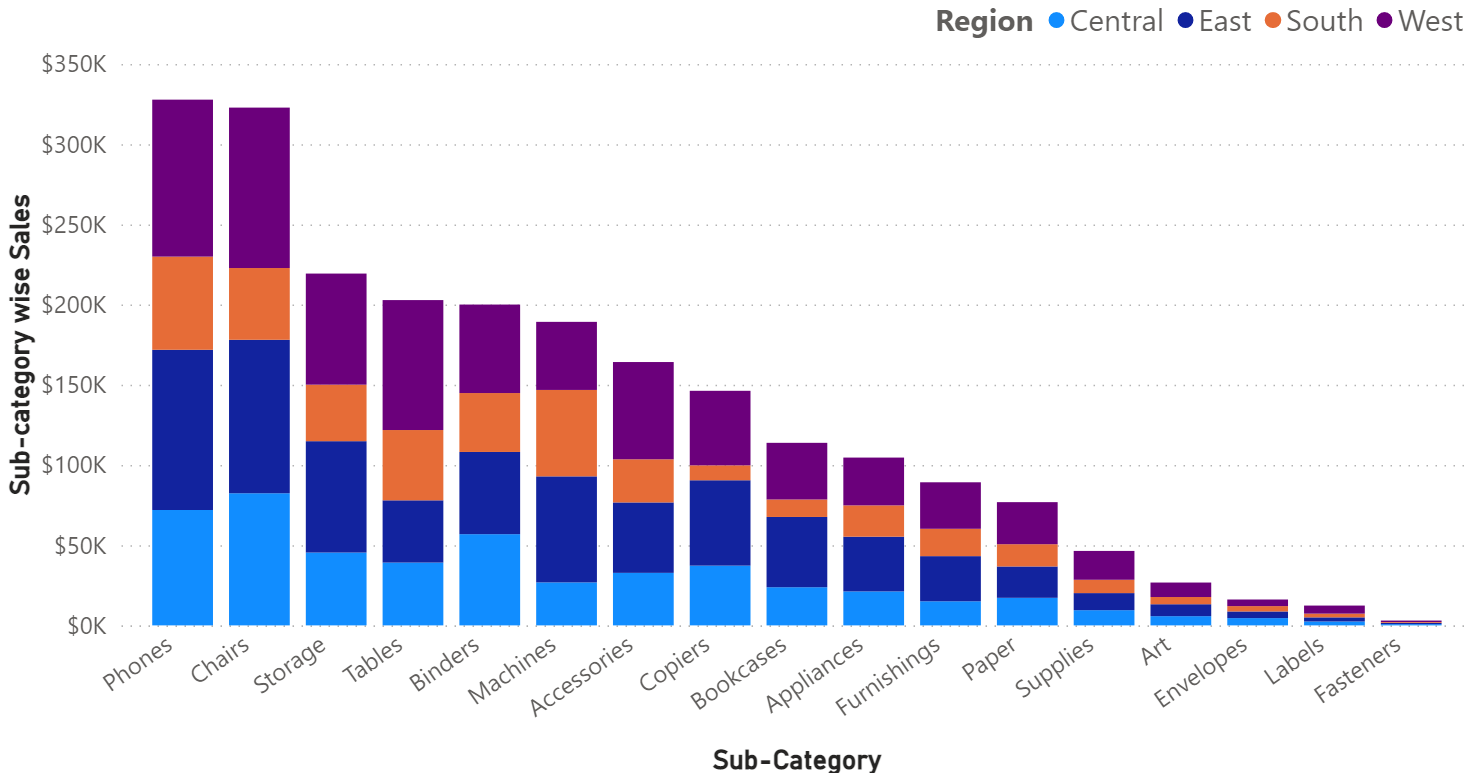 Region Central East South West
Sub-category wise Sales
$350K
$300K
$250K
$200K
$150K
$100K
$50K
$0K
Phones
Chairs
Storage
Tables
Binders
Machines
Accessories
Copiers
Bookcases
Appliances
Furnishings
Paper
Supplies
Art
Envelopes
Labels
Fasteners
Sub-Category